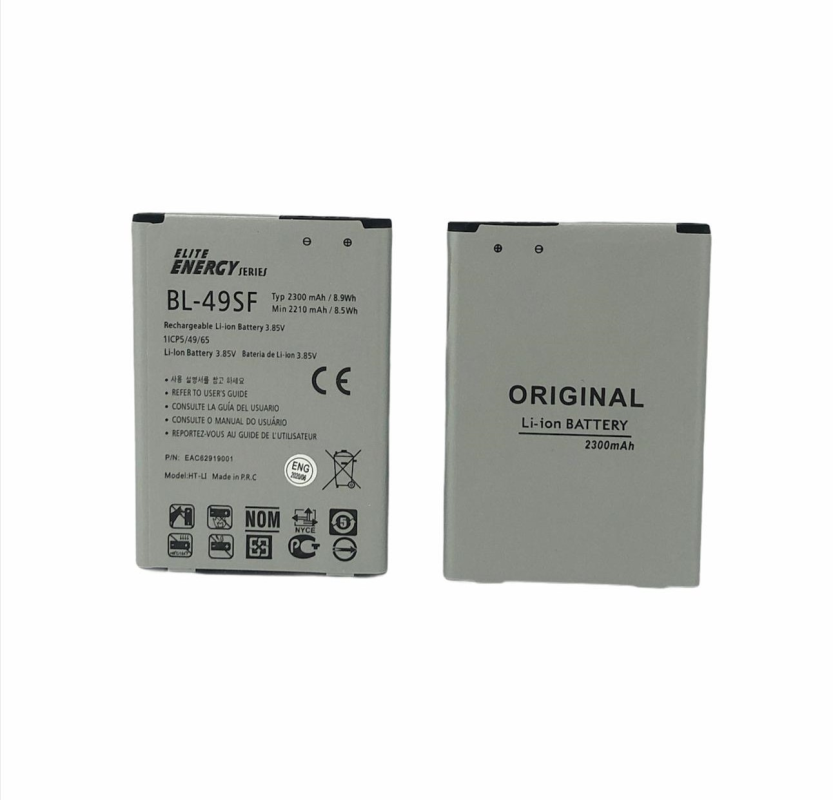 ELITE
ENERGY SERIES
BL-49SF
Typ 2300 mAh / 8.9Wh
Min 2210 mAh / 8.5Wh
Rechargeable Li-ion Battery 3.85V
1ICP5/49/65
Li-Ion Battery 3.85V Bateria de Li-ion 3.85V
• 사용 설명서를 참고 하세요
• REFER TO USER'S GUIDE
• CONSULTE LA GUÍA DEL USUARIO
• CONSULTE O MANUAL DO USUÁRIO
• REPORTEZ-VOUS AU GUIDE DE L'UTILISATEUR
CE
P/N: EAC62919001
Model:HT-LI Made in P.R.C
ENG
2020/06
NOM
NYCE
5
ORIGINAL
Li-ion BATTERY
2300mAh